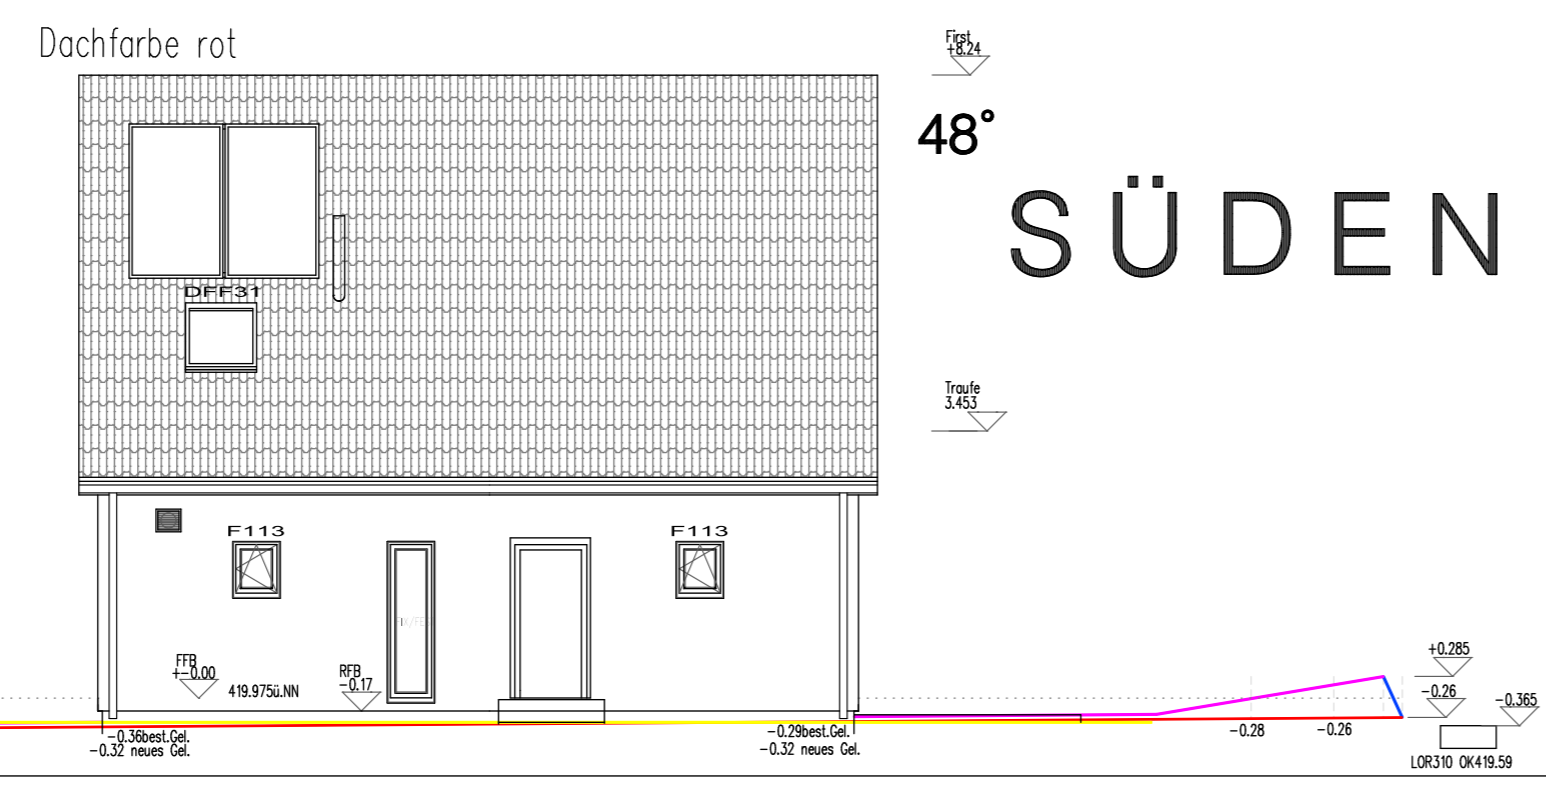 Dachfarbe rot
First
+8.24
48°
SÜDEN
DFF31
Traufe
3.453
F113
F113
FFB
+-0.00
419.975ü.NN
RFB
-0.17
+0.285
-0.26
-0.365
-0.36best.Gel.
-0.32 neues Gel.
-0.29best.Gel.
-0.32 neues Gel.
-0.28
-0.26
LOR310 OK419.59